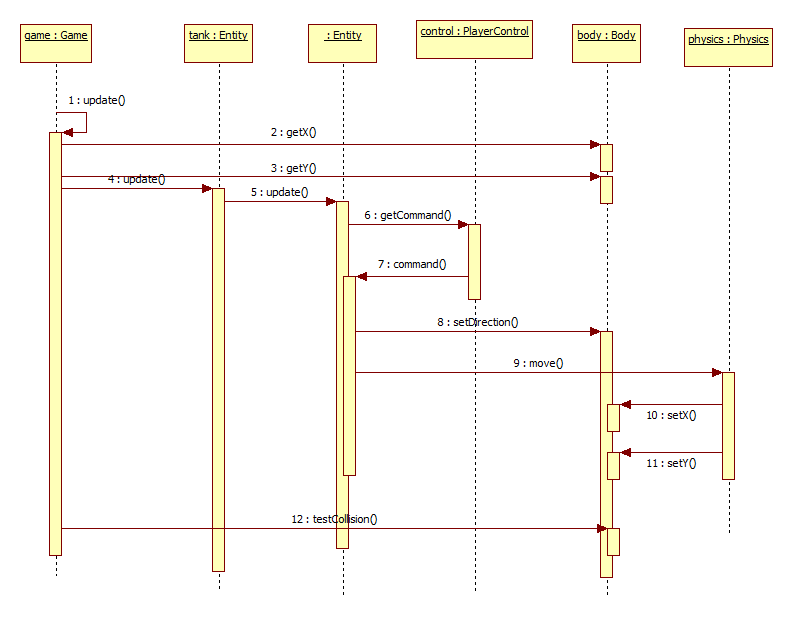 game : Game
tank : Entity
: Entity
control : PlayerControl
body : Body
physics : Physics
1 : update()
2 : getX()
3 : getY()
4 : update()
5 : update()
6 : getCommand()
7 : command()
8 : setDirection()
9 : move()
10 : setX()
11 : setY()
12 : testCollision()